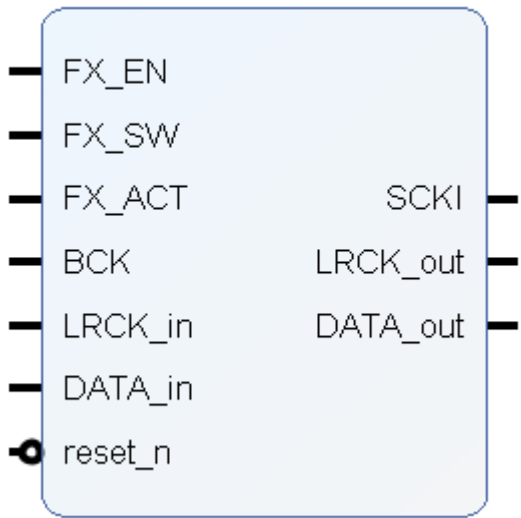 FX_EN
FX_SW
FX_ACT SCKI
BCK LRCK_out
LRCK_in DATA_out
DATA_in
reset_n